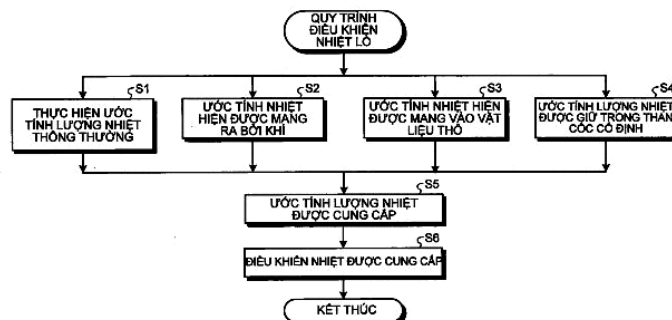 QUY TRÌNH
ĐIỀU KHIỂN
NHIỆT LÒ
S1
THỰC HIỆN ƯỚC
TÍNH LƯỢNG NHIỆT
THÔNG THƯỜNG
S2
ƯỚC TÍNH NHIỆT
HIỆN ĐƯỢC MANG
RA BỞI KHÍ
S3
ƯỚC TÍNH NHIỆT HIỆN
ĐƯỢC MANG VÀO VẬT
LIỆU THÔ
S4
ƯỚC TÍNH LƯỢNG NHIỆT
ĐƯỢC GIỮ TRONG THAN
CỐC CỐ ĐỊNH
S5
ƯỚC TÍNH LƯỢNG NHIỆT
ĐƯỢC CUNG CẤP
S6
ĐIỀU KHIỂN NHIỆT ĐƯỢC CUNG CẤP
KẾT THÚC